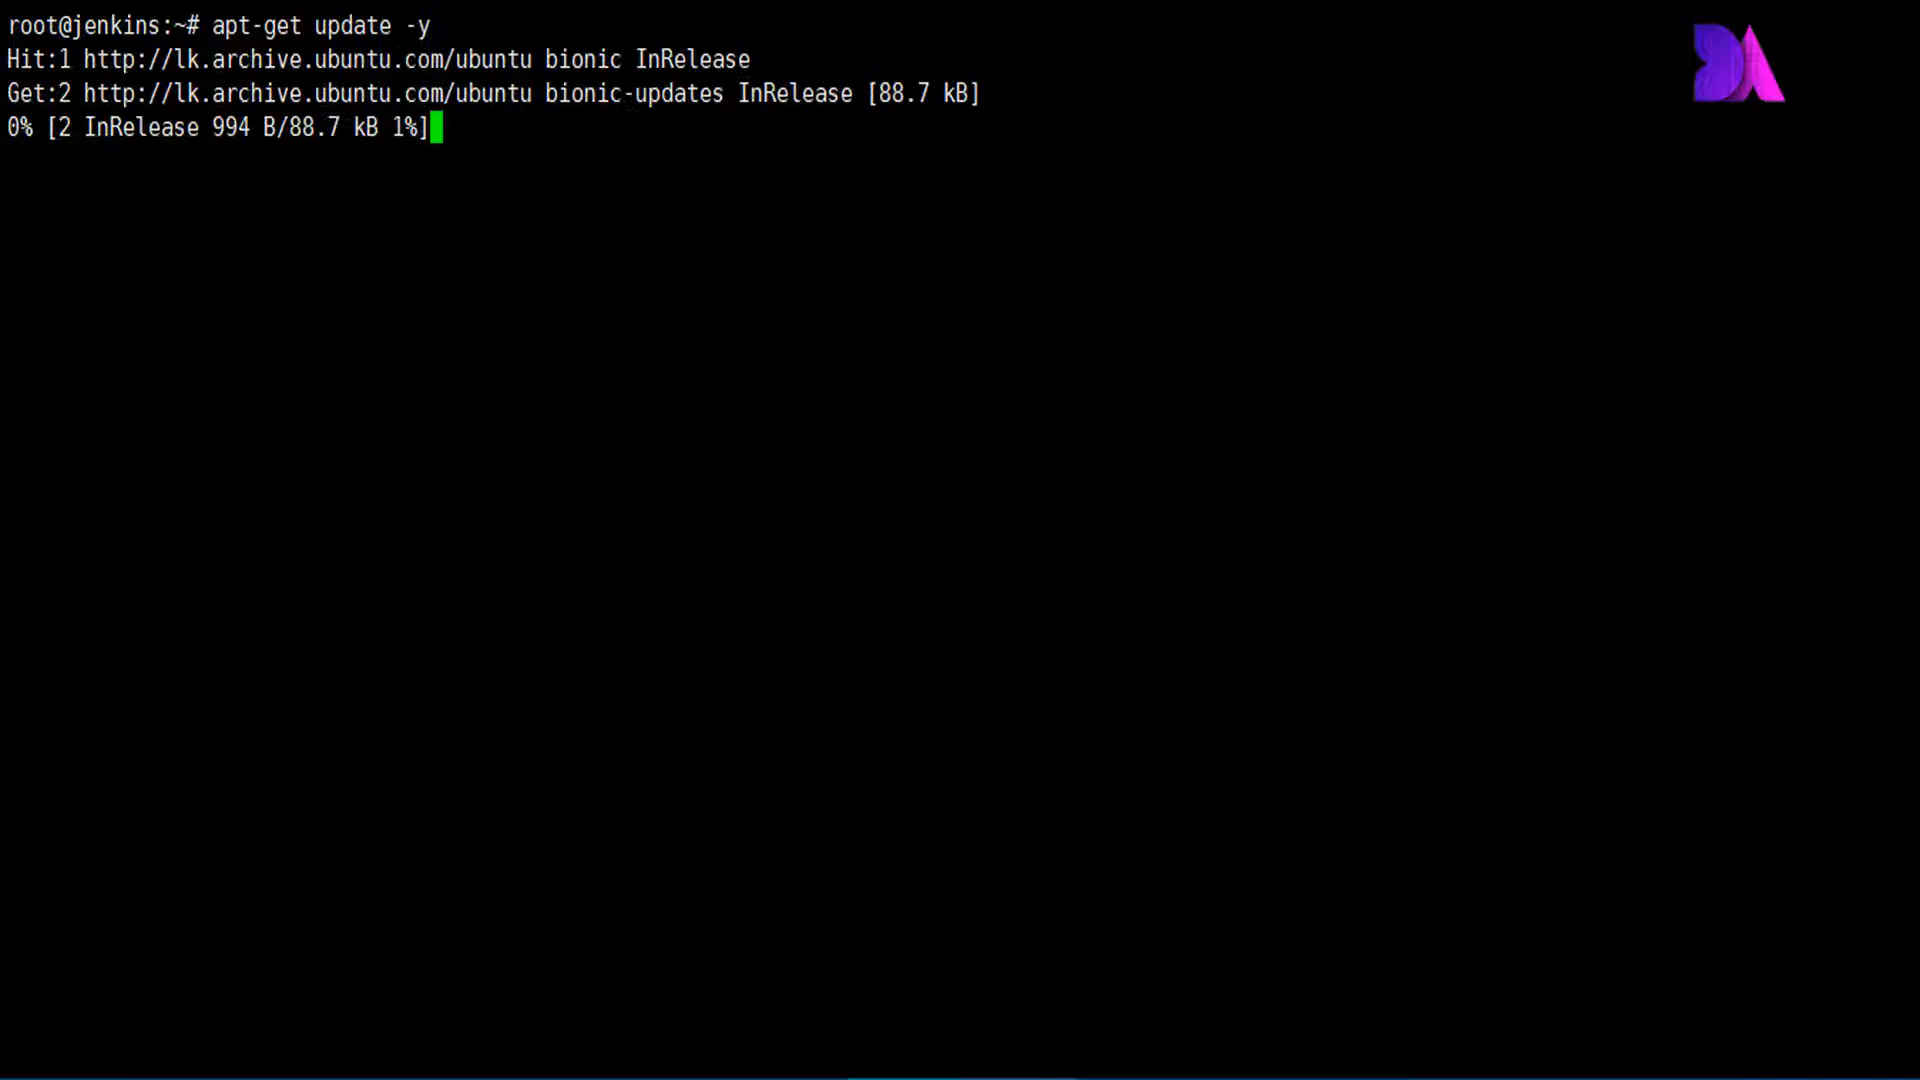 root@jenkins:~# apt-get update -y
Hit:1 http://lk.archive.ubuntu.com/ubuntu bionic InRelease
Get:2 http://lk.archive.ubuntu.com/ubuntu bionic-updates InRelease [88.7 kB]
0% [2 InRelease 994 B/88.7 kB 1%]